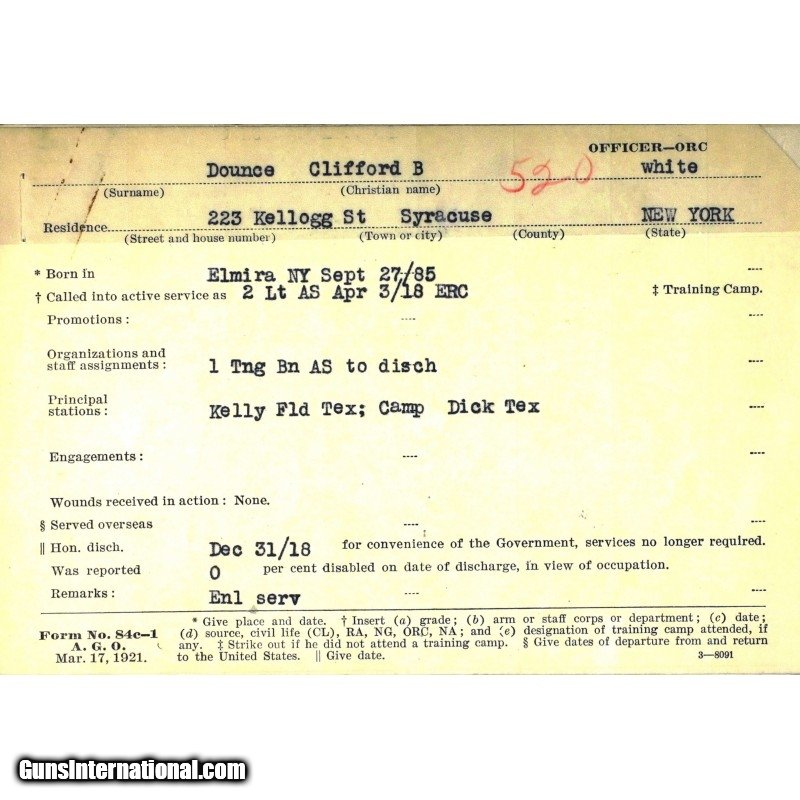 OFFICER—ORC
Dounce Clifford B 520 white
(Surname) (Christian name)
Residence 223 Kellogg St Syracuse NEW YORK
(Street and house number) (Town or city) (County) (State)
* Born in Elmira NY Sept 27/85 ----
† Called into active service as 2 Lt AS Apr 3/18 ERC ‡ Training Camp.
Promotions : ---- ----
Organizations and
staff assignments : 1 Tng Bn AS to disch ----
Principal
stations : Kelly Fld Tex; Camp Dick Tex ----
Engagements : ---- ----
Wounds received in action : None.
§ Served overseas ---- ----
|| Hon. disch. Dec 31/18 for convenience of the Government, services no longer required.
Was reported 0 per cent disabled on date of discharge, in view of occupation.
Remarks : Enl serv ---- ----
Form No. 84c–1
A. G. O.
Mar. 17, 1921.
* Give place and date. † Insert (a) grade; (b) arm or staff corps or department; (c) date;
(d) source, civil life (CL), RA, NG, ORC, NA; and (e) designation of training camp attended, if
any. ‡ Strike out if he did not attend a training camp. § Give dates of departure from and return
to the United States. || Give date. 3—8091
GunsInternational.com